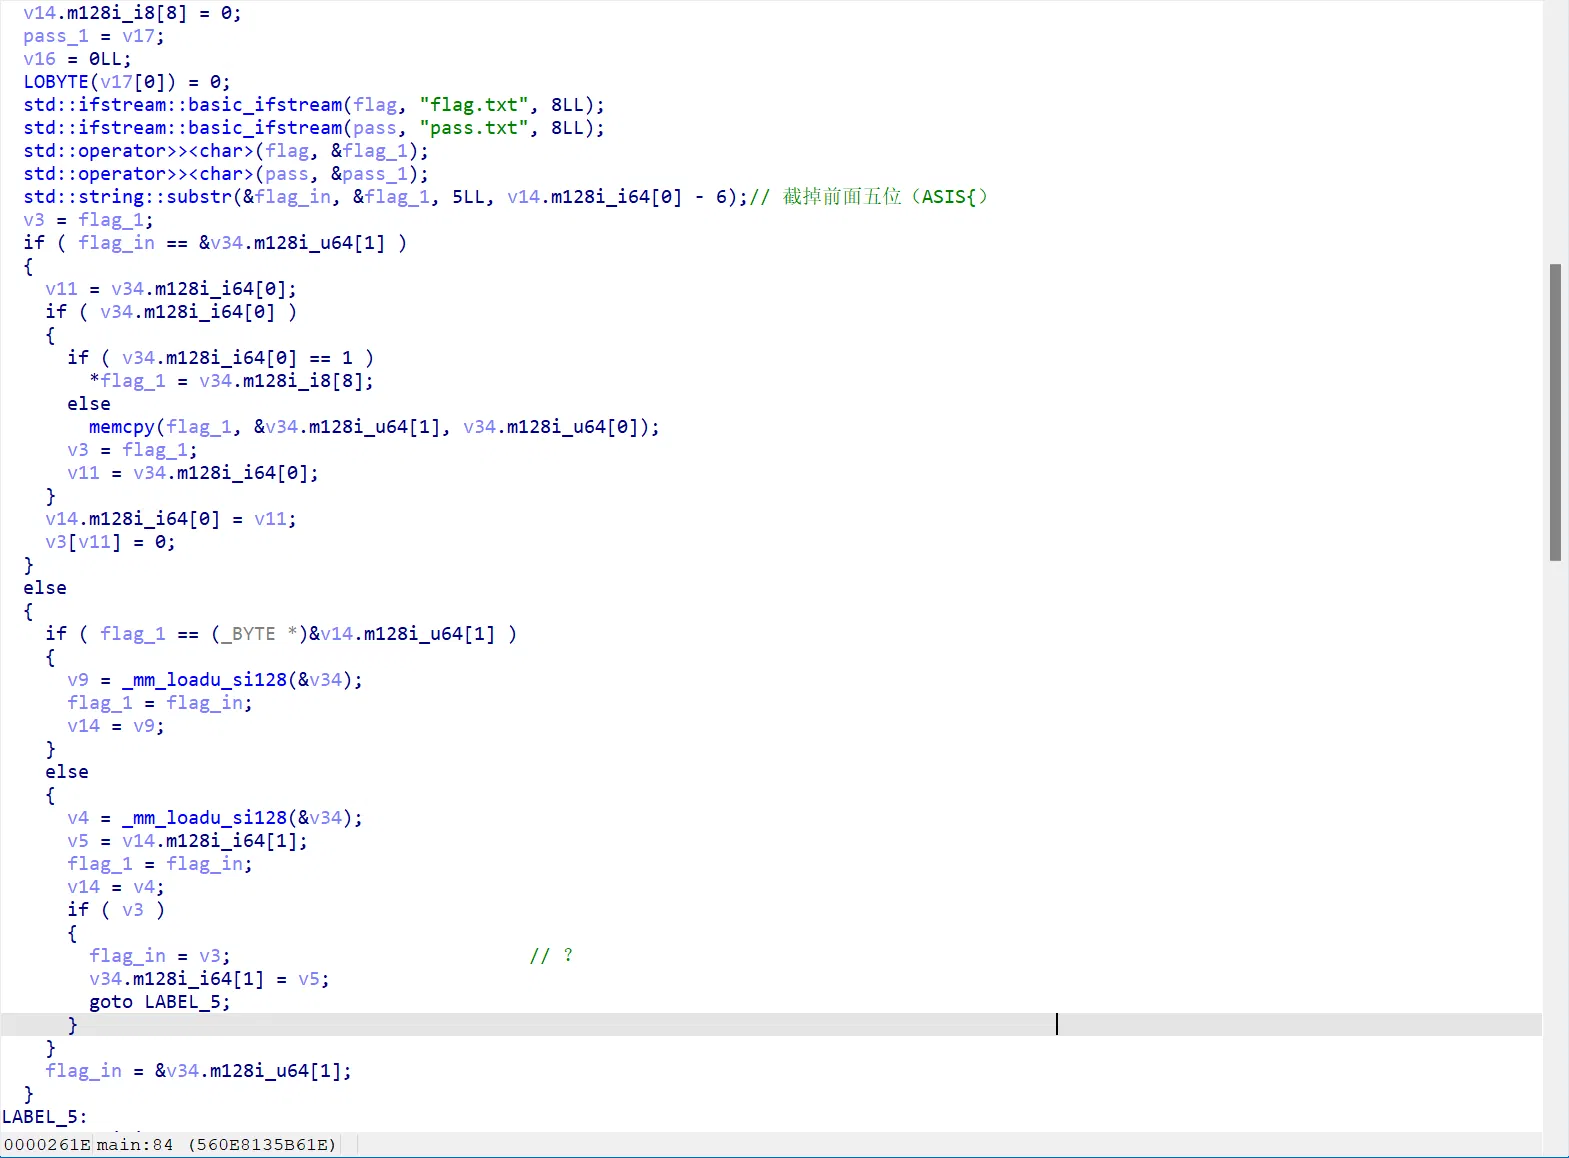 v14.m128i_i8[8] = 0;
pass_1 = v17;
v16 = 0LL;
LOBYTE(v17[0]) = 0;
std::ifstream::basic_ifstream(flag, "flag.txt", 8LL);
std::ifstream::basic_ifstream(pass, "pass.txt", 8LL);
std::operator>><char>(flag, &flag_1);
std::operator>><char>(pass, &pass_1);
std::string::substr(&flag_in, &flag_1, 5LL, v14.m128i_i64[0] - 6);// 截掉前面五位（ASIS{）
v3 = flag_1;
if ( flag_in == &v34.m128i_u64[1] )
{
v11 = v34.m128i_i64[0];
if ( v34.m128i_i64[0] )
{
if ( v34.m128i_i64[0] == 1 )
*flag_1 = v34.m128i_i8[8];
else
memcpy(flag_1, &v34.m128i_u64[1], v34.m128i_u64[0]);
v3 = flag_1;
v11 = v34.m128i_i64[0];
}
v14.m128i_i64[0] = v11;
v3[v11] = 0;
}
else
{
if ( flag_1 == (_BYTE *)&v14.m128i_u64[1] )
{
v9 = _mm_loadu_si128(&v34);
flag_1 = flag_in;
v14 = v9;
}
else
{
v4 = _mm_loadu_si128(&v34);
v5 = v14.m128i_i64[1];
flag_1 = flag_in;
v14 = v4;
if ( v3 )
{
flag_in = v3; // ？
v34.m128i_i64[1] = v5;
goto LABEL_5;
}
}
flag_in = &v34.m128i_u64[1];
}
LABEL_5:
0000261E main:84 (560E8135B61E)